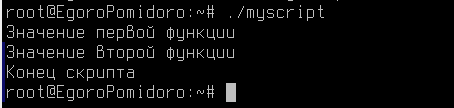 root@EgoroPomidoro:~# ./myscript
Значение первой функции
Значение второй функции
Конец скрипта
root@EgoroPomidoro:~#